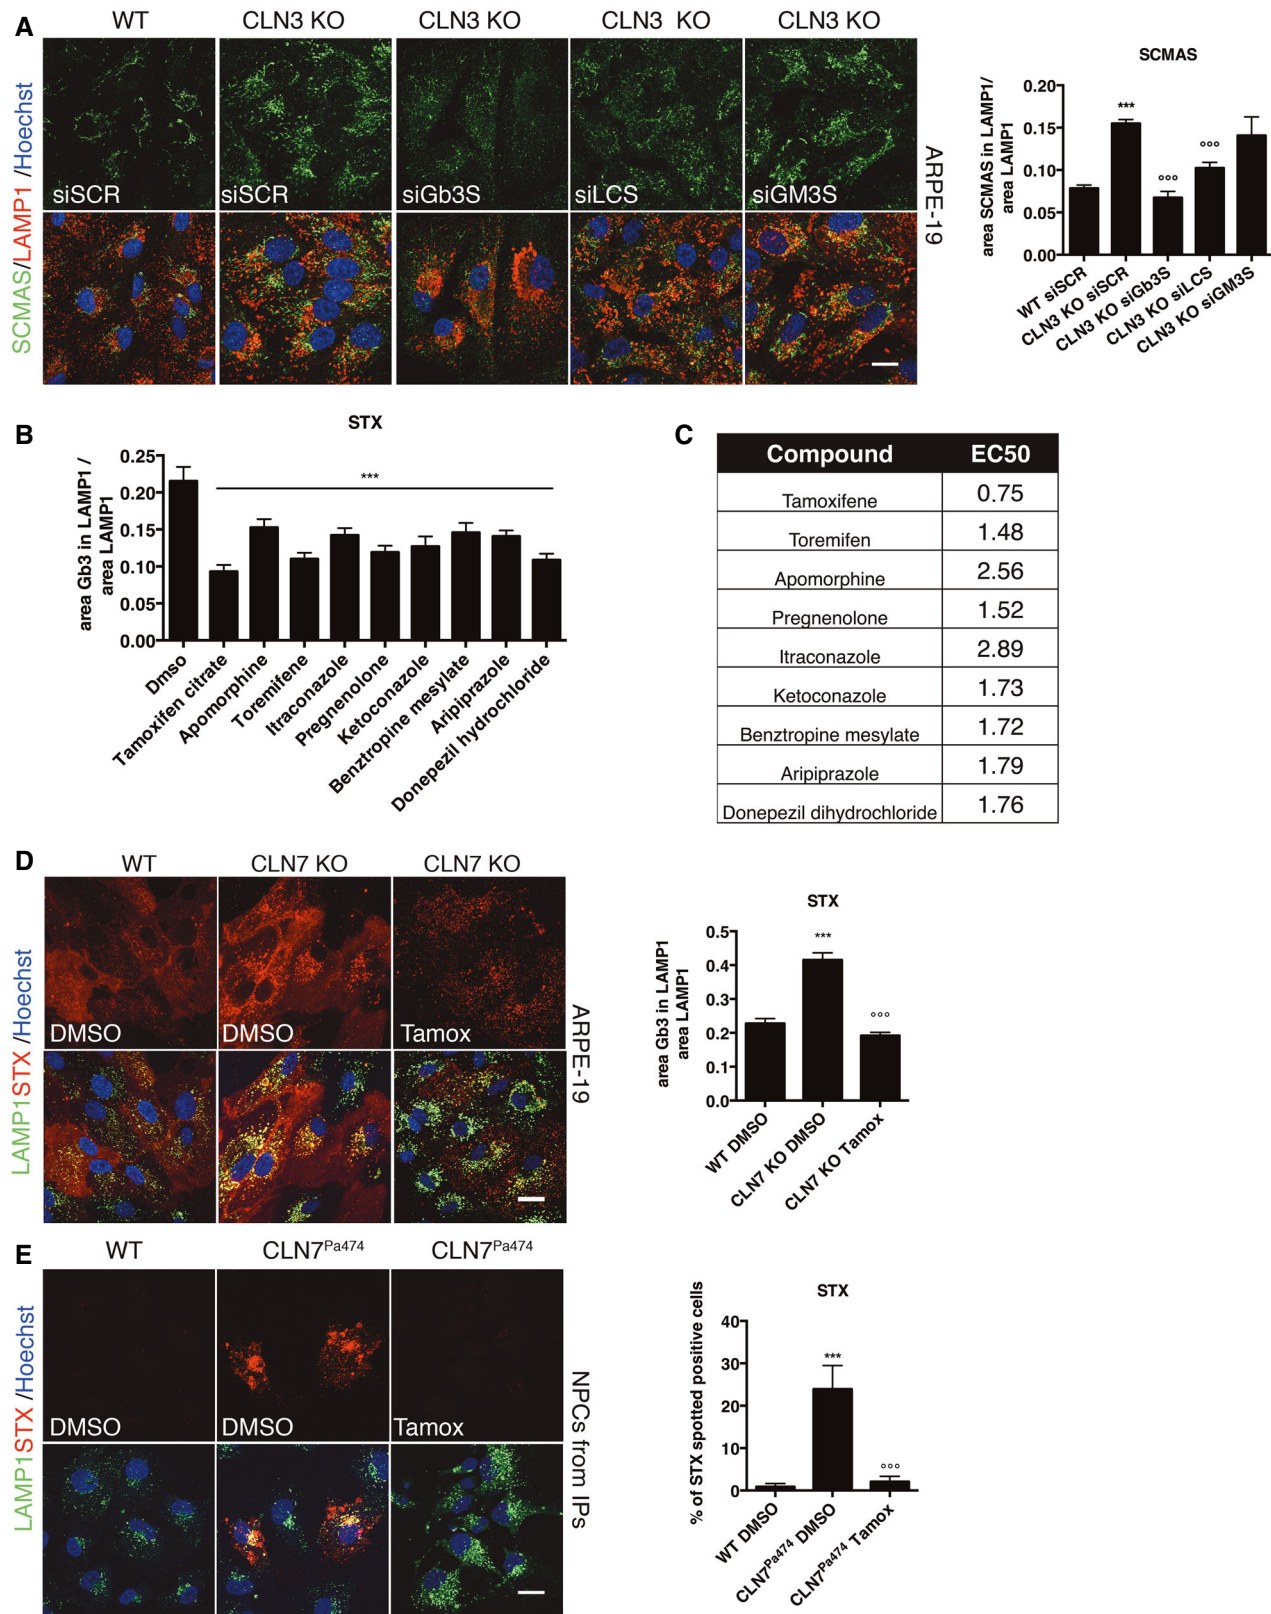 A
WT
CLN3 KO
CLN3 KO
CLN3 KO
CLN3 KO
SCMAS/LAMP1 /Hoechst
siSCR
siSCR
siGb3S
siLCS
siGM3S
ARPE-19
SCMAS
area SCMAS in LAMP1/
area LAMP1
0.20
0.15
0.10
0.05
0.00
***
°°°
°°°
WT siSCR
CLN3 KO siSCR
CLN3 KO siGb3S
CLN3 KO siLCS
CLN3 KO siGM3S
B
STX
area Gb3 in LAMP1 /
area LAMP1
0.25
0.20
0.15
0.10
0.05
0.00
***
Dmso
Tamoxifen citrate
Apomorphine
Toremifene
Itraconazole
Pregnenolone
Ketoconazole
Benztropine mesylate
Aripiprazole
Donepezil hydrochloride
C
Compound EC50
Tamoxifene 0.75
Toremifen 1.48
Apomorphine 2.56
Pregnenolone 1.52
Itraconazole 2.89
Ketoconazole 1.73
Benztropine mesylate 1.72
Aripiprazole 1.79
Donepezil dihydrochloride 1.76
D
WT
CLN7 KO
CLN7 KO
LAMP1STX /Hoechst
DMSO
DMSO
Tamox
ARPE-19
STX
area Gb3 in LAMP1
area LAMP1
0.5
0.4
0.3
0.2
0.1
0.0
***
°°°
WT DMSO
CLN7 KO DMSO
CLN7 KO Tamox
E
WT
CLN7Pa474
CLN7Pa474
LAMP1STX /Hoechst
DMSO
DMSO
Tamox
NPCs from IPs
STX
% of STX spotted positive cells
40
30
20
10
0
***
°°°
WT DMSO
CLN7Pa474 DMSO
CLN7Pa474 Tamox